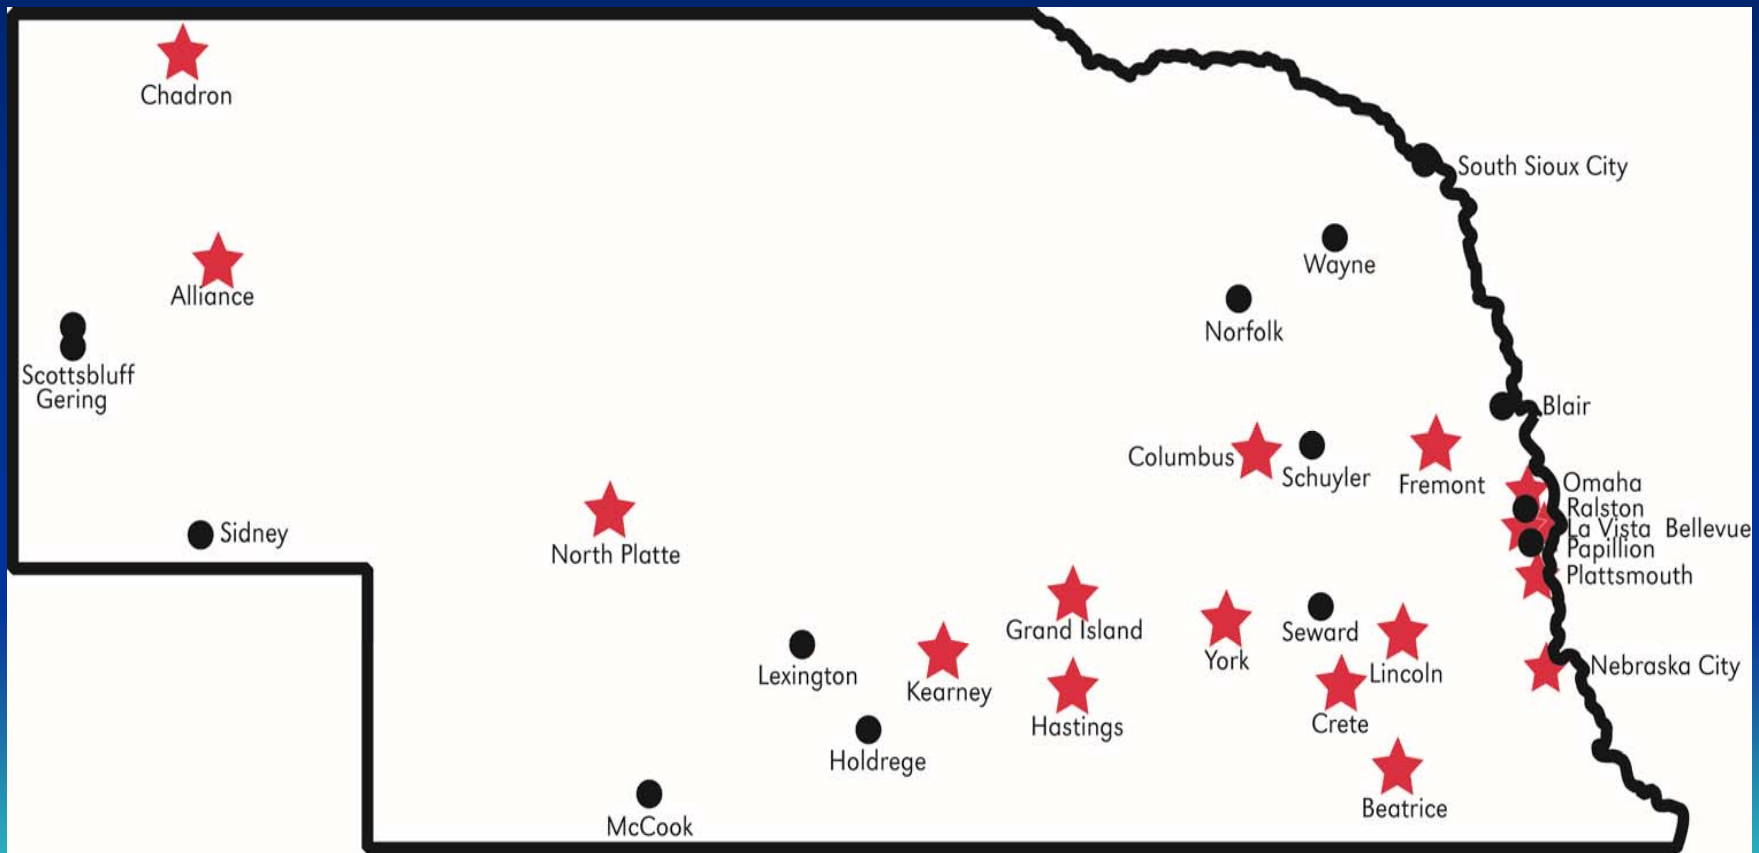 Chadron
South Sioux City
Wayne
Alliance
Norfolk
Scottsbluff
Gering
Blair
Columbus
Schuyler
Fremont
Omaha
Ralston
La Vista Bellevue
Papillion
Plattsmouth
Sidney
North Platte
Grand Island
Seward
York
Lincoln
Nebraska City
Lexington
Kearney
Hastings
Crete
Holdrege
Beatrice
McCook